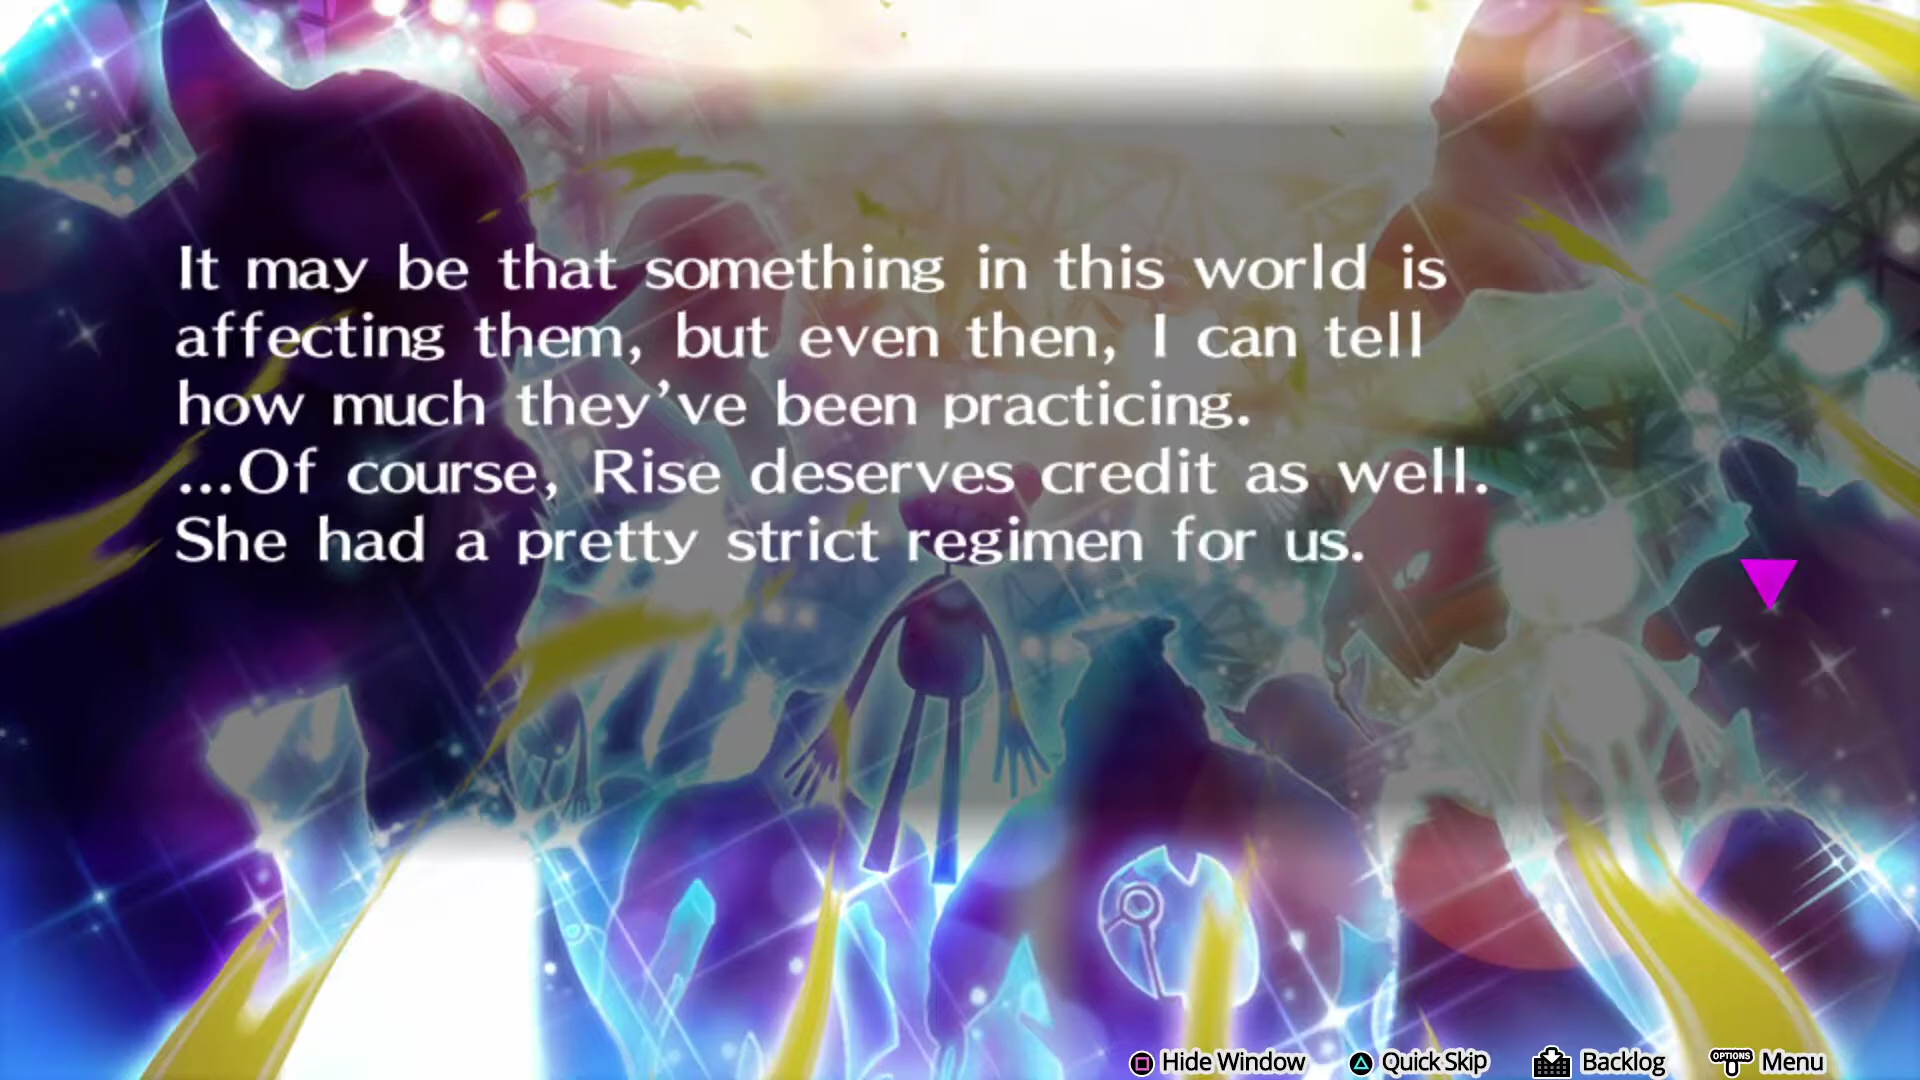 It may be that something in this world is
affecting them, but even then, I can tell
how much they’ve been practicing.
...Of course, Rise deserves credit as well.
She had a pretty strict regimen for us.
Hide Window Quick Skip Backlog OPTIONS Menu